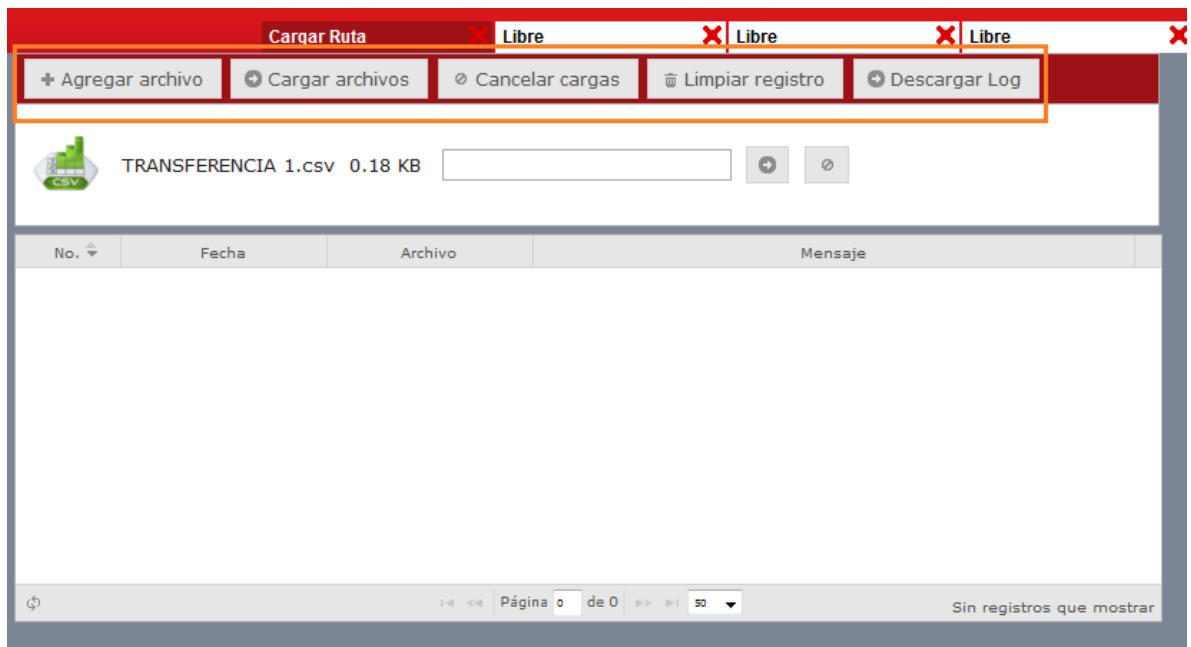 Cargar Ruta Libre Libre Libre
Agregar archivo Cargar archivos Cancelar cargas Limpiar registro Descargar Log
CSV TRANSFERENCIA 1.csv 0.18 KB
No. Fecha Archivo Mensaje
Página 0 de 0 50 Sin registros que mostrar